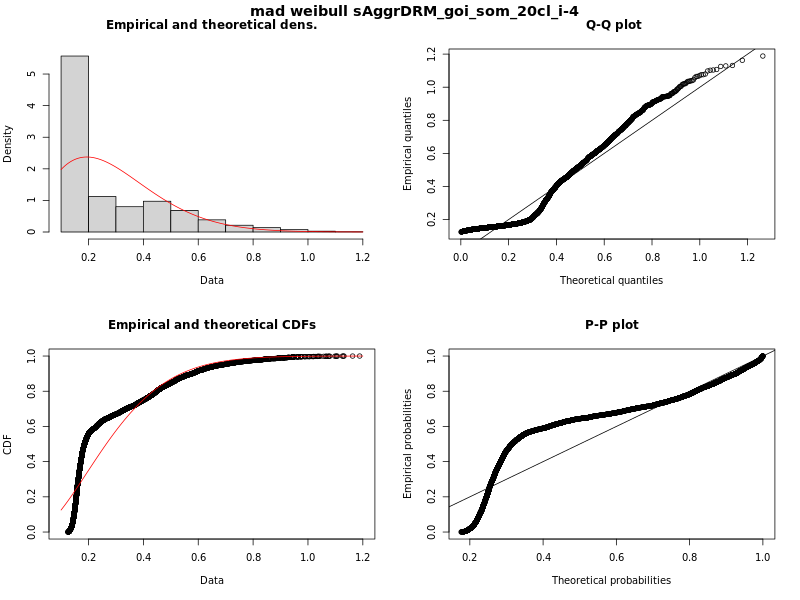 mad weibull sAggrDRM_goi_som_20cl_i-4
Empirical and theoretical dens.
Density
0 1 2 3 4 5
0.2 0.4 0.6 0.8 1.0 1.2
Data
Q-Q plot
Empirical quantiles
0.2 0.4 0.6 0.8 1.0 1.2
0.0 0.2 0.4 0.6 0.8 1.0 1.2
Theoretical quantiles
Empirical and theoretical CDFs
CDF
0.0 0.2 0.4 0.6 0.8 1.0
0.2 0.4 0.6 0.8 1.0 1.2
Data
P-P plot
Empirical probabilities
0.0 0.2 0.4 0.6 0.8 1.0
0.2 0.4 0.6 0.8 1.0
Theoretical probabilities